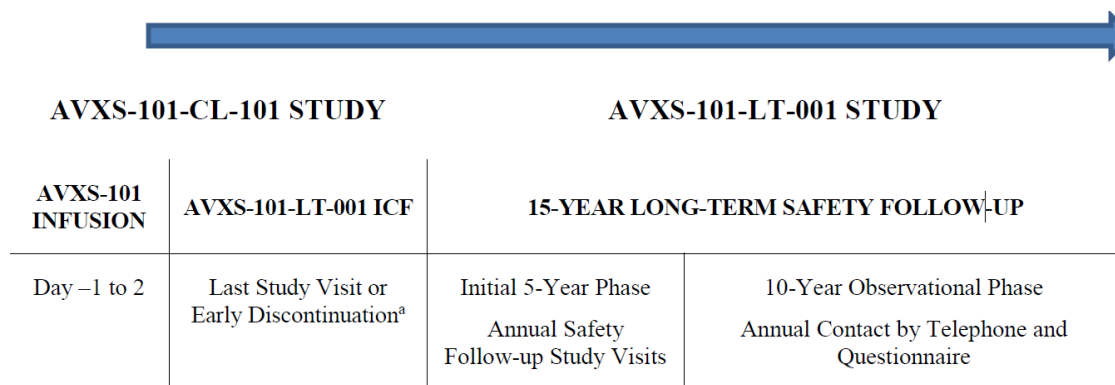 AVXS-101-CL-101 STUDY
AVXS-101-LT-001 STUDY
AVXS-101
INFUSION
AVXS-101-LT-001 ICF
15-YEAR LONG-TERM SAFETY FOLLOW-UP
Day –1 to 2
Last Study Visit or
Early Discontinuationᵃ
Initial 5-Year Phase
Annual Safety
Follow-up Study Visits
10-Year Observational Phase
Annual Contact by Telephone and
Questionnaire